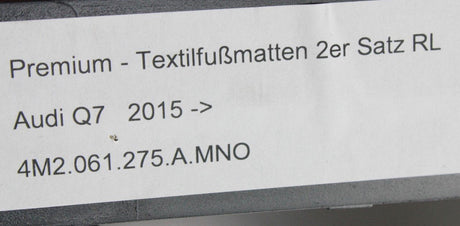 Premium - Textilfußmatten 2er Satz RL
Audi Q7 2015 ->
4M2.061.275.A.MNO